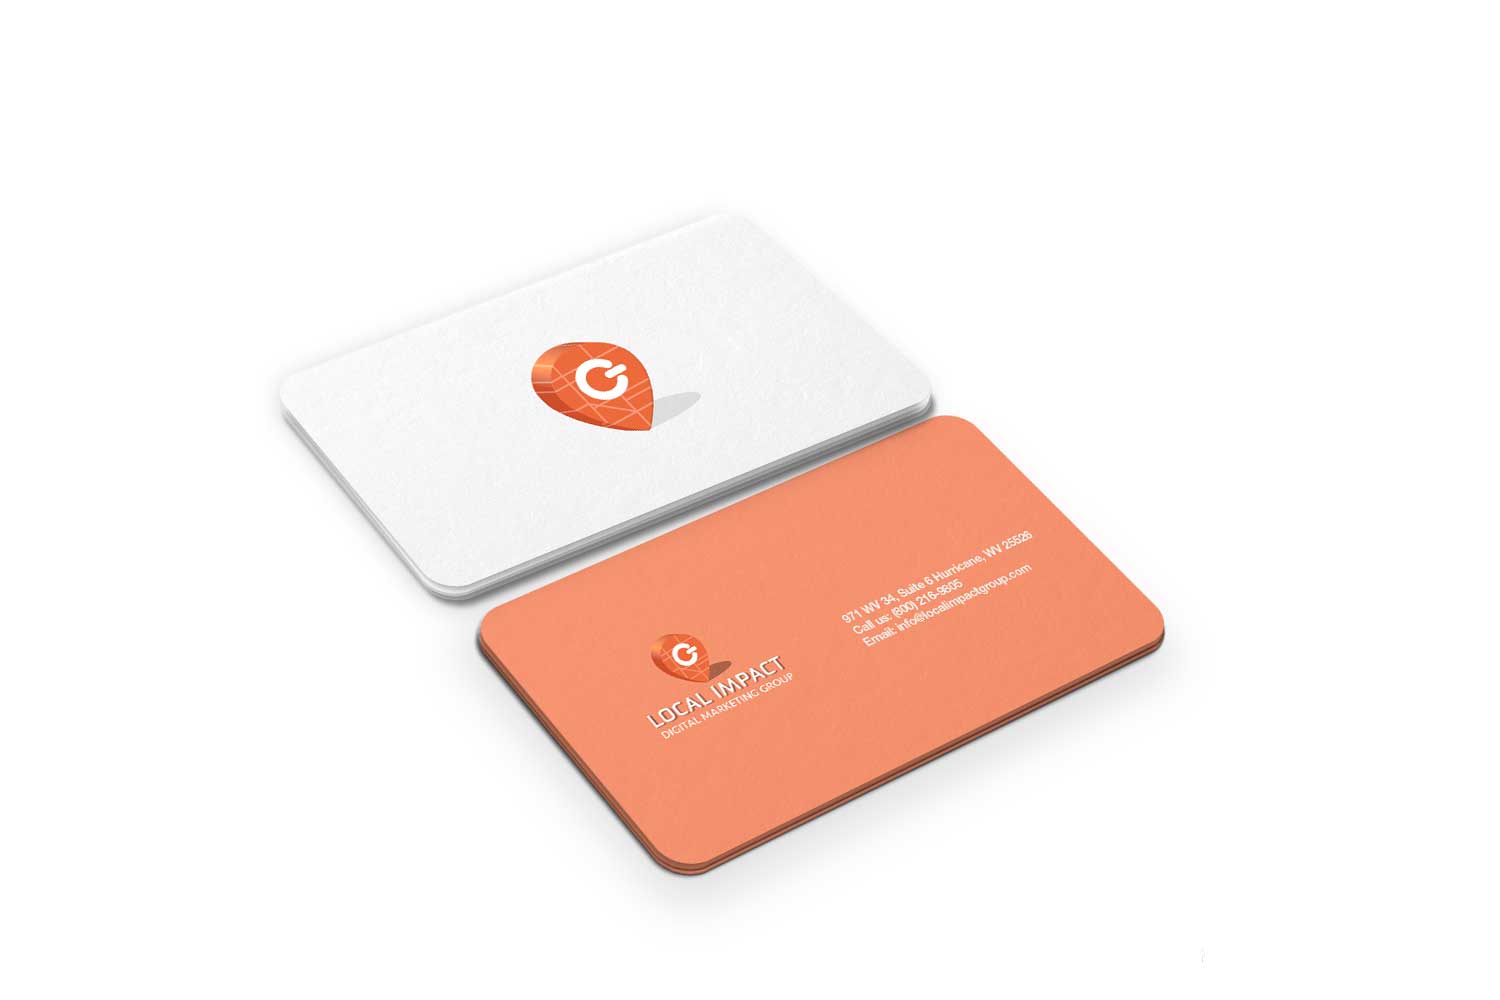 LOCAL IMPACT
DIGITAL MARKETING GROUP
971 WV 34, Suite 6 Hurricane, WV 25526
Call us: (800) 216-9805
Email: info@localimpactgroup.com